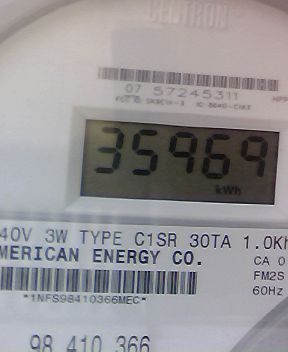 CENTRON
07 57245311
35969
kWh
40V 3W TYPE C1SR 30TA 1.0Kh
MERICAN ENERGY CO.
CA 0
FM2S
*1NFS98410366MEC*
60Hz
98 410 366